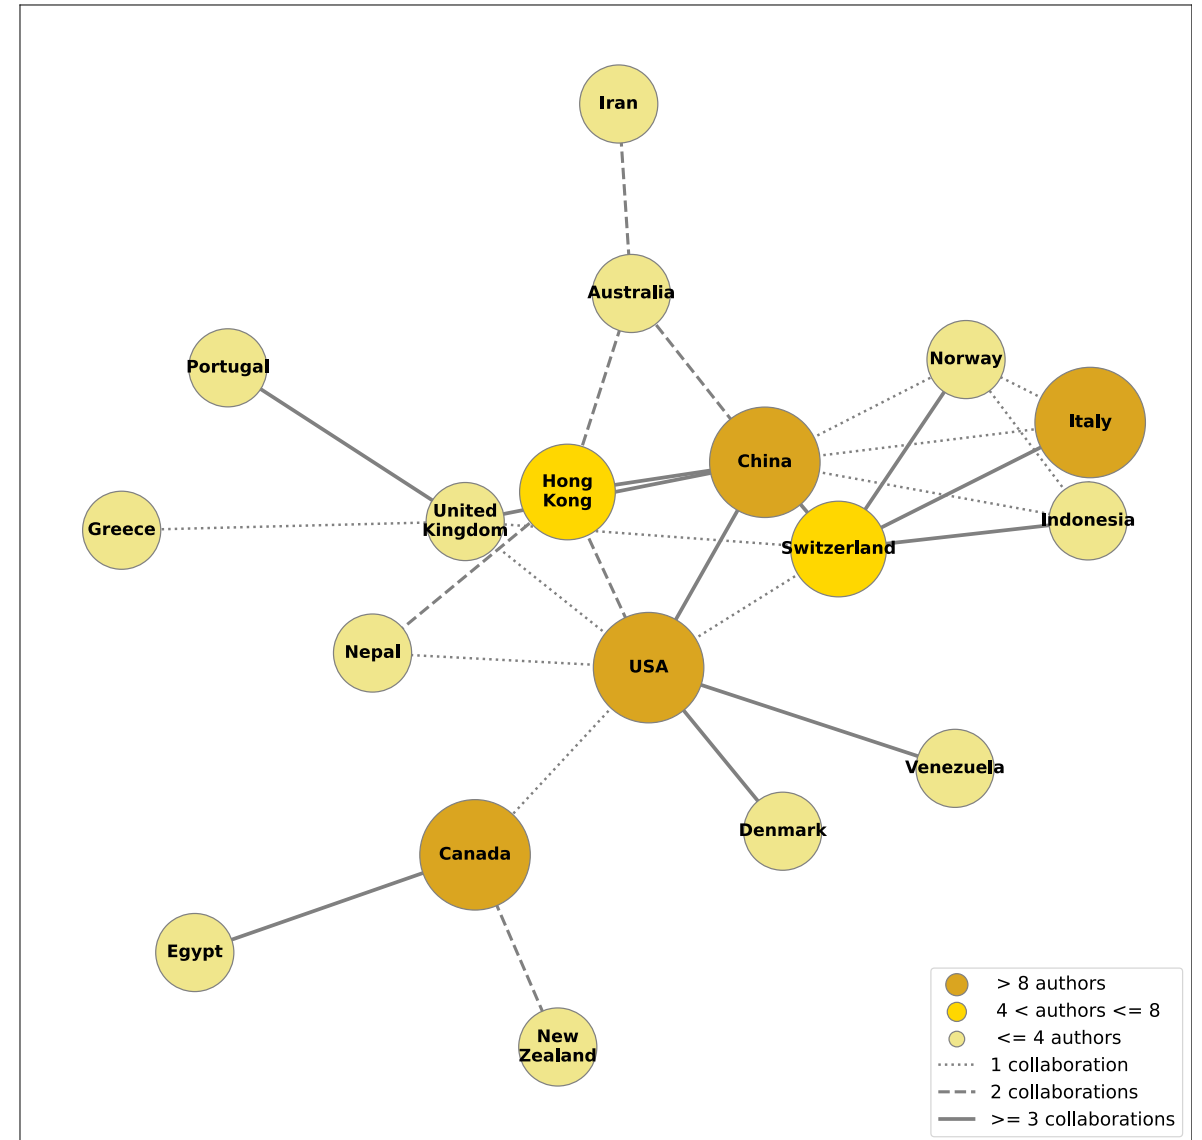 Iran
Australia
Portugal
Norway
Italy
China
Hong
Kong
Greece
United
Kingdom
Indonesia
Switzerland
Nepal
USA
Venezuela
Denmark
Canada
Egypt
New
Zealand
> 8 authors
4 < authors <= 8
<= 4 authors
1 collaboration
2 collaborations
>= 3 collaborations